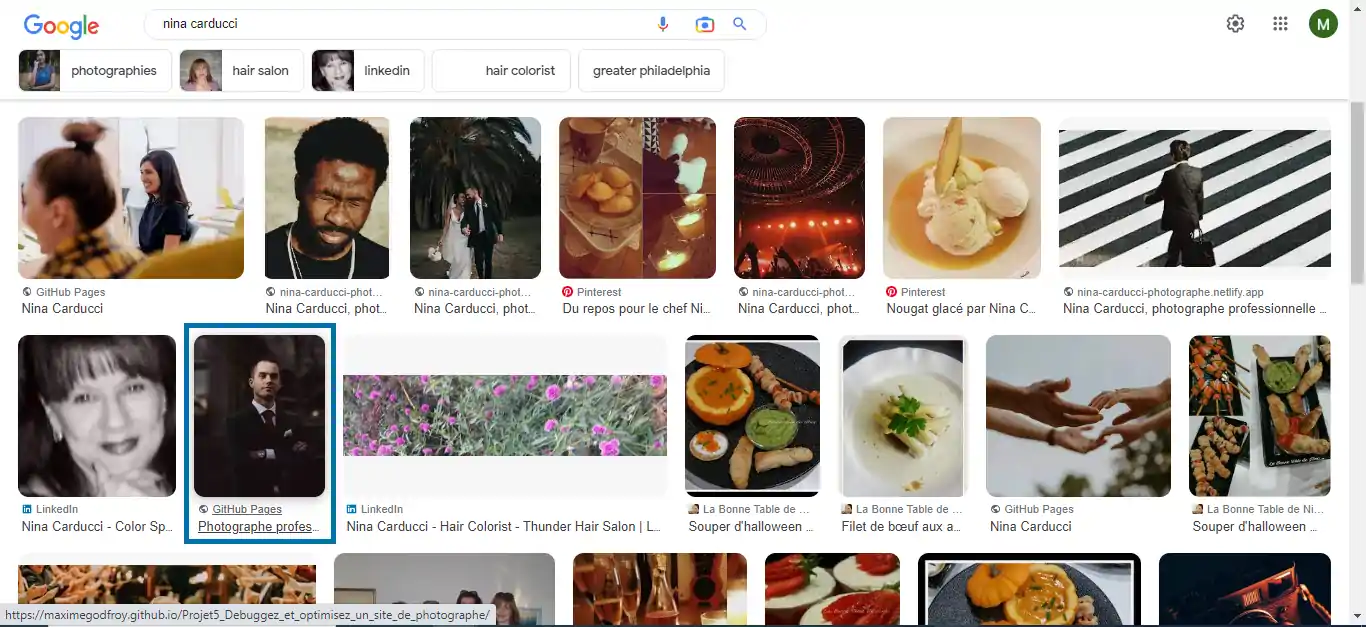 Google
nina carducci
M
photographies
hair salon
linkedin
hair colorist
greater philadelphia
GitHub Pages
Nina Carducci
nina-carducci-phot...
Nina Carducci, phot...
nina-carducci-phot...
Nina Carducci, phot...
Pinterest
Du repos pour le chef Ni...
nina-carducci-phot...
Nina Carducci, phot...
Pinterest
Nougat glacé par Nina C...
nina-carducci-photographe.netlify.app
Nina Carducci, photographe professionnelle ...
LinkedIn
Nina Carducci - Color Sp...
GitHub Pages
Photographe profes...
LinkedIn
Nina Carducci - Hair Colorist - Thunder Hair Salon | L...
La Bonne Table de ...
Souper d'halloween ...
La Bonne Table de ...
Filet de bœuf aux a...
GitHub Pages
Nina Carducci
La Bonne Table de Ni...
Souper d'halloween ...
https://maximegodfroy.github.io/Projet5_Debuggez_et_optimisez_un_site_de_photographe/